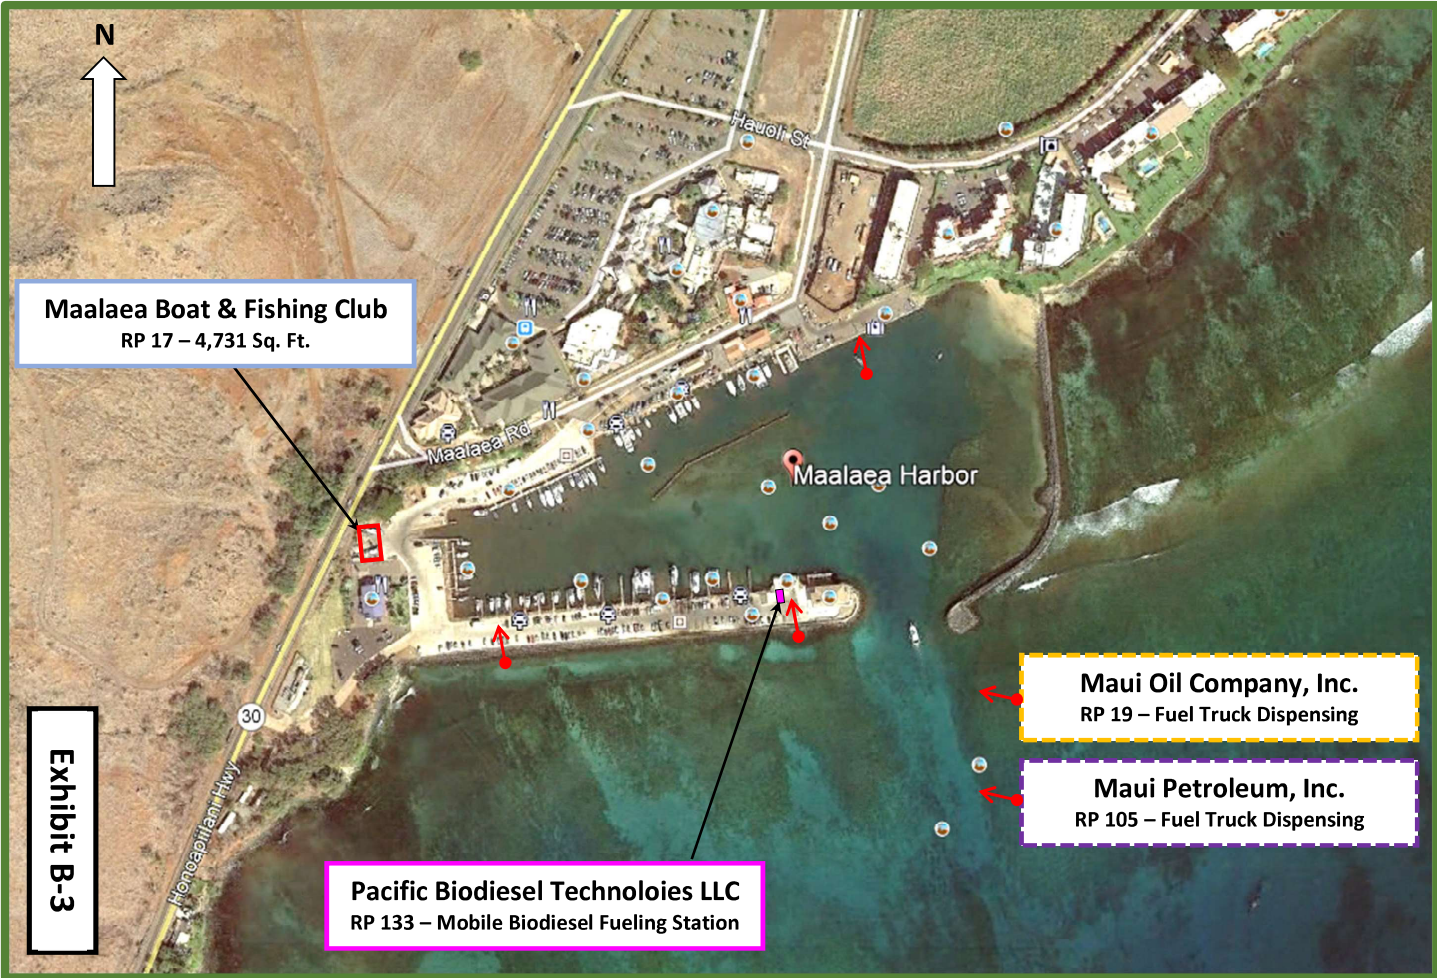 N
Hauoli St
Maalaea Boat & Fishing Club
RP 17 – 4,731 Sq. Ft.
Maalaea Rd
Maalaea Harbor
Maui Oil Company, Inc.
RP 19 – Fuel Truck Dispensing
30
Maui Petroleum, Inc.
RP 105 – Fuel Truck Dispensing
Honoapiilani Hwy
Exhibit B-3
Pacific Biodiesel Technoloies LLC
RP 133 – Mobile Biodiesel Fueling Station